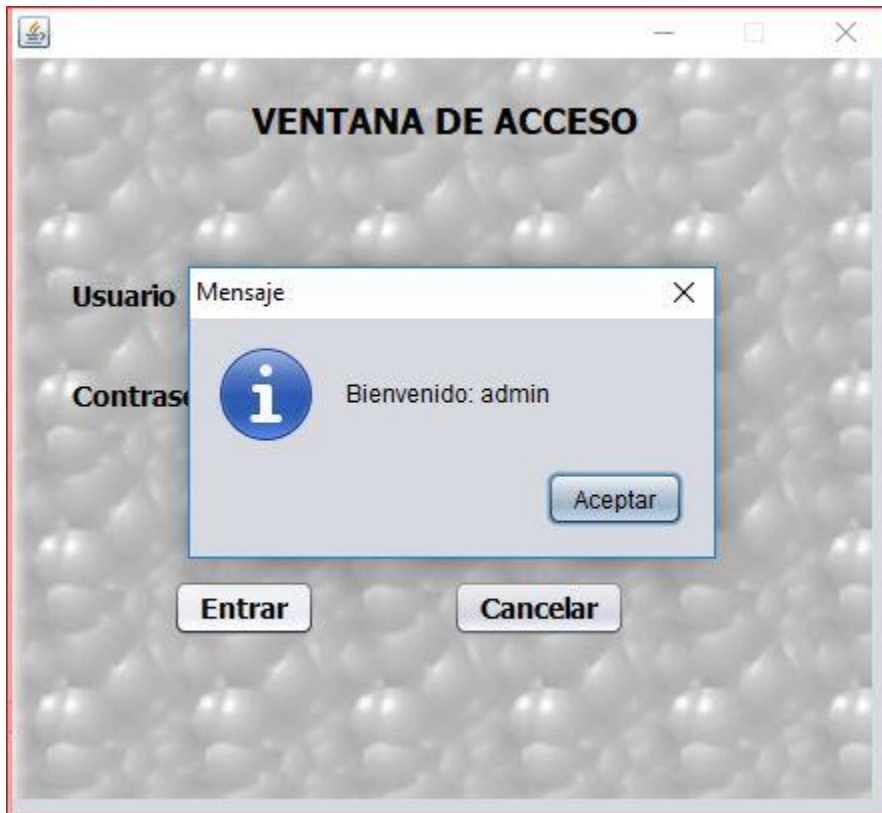 VENTANA DE ACCESO
Usuario
Mensaje
Bienvenido: admin
Aceptar
Entrar
Cancelar